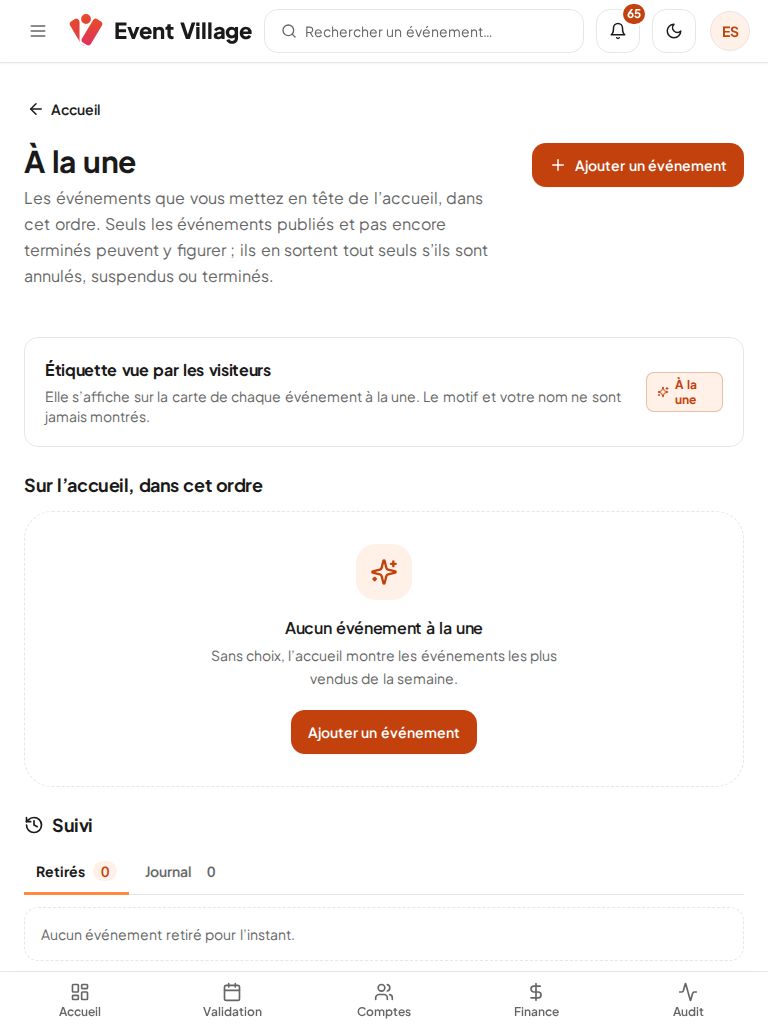 Event Village
Rechercher un événement...
65
ES
Accueil
À la une
Ajouter un événement
Les événements que vous mettez en tête de l’accueil, dans
cet ordre. Seuls les événements publiés et pas encore
terminés peuvent y figurer ; ils en sortent tout seuls s’ils sont
annulés, suspendus ou terminés.
Étiquette vue par les visiteurs
Elle s’affiche sur la carte de chaque événement à la une. Le motif et votre nom ne sont
jamais montrés.
À la
une
Sur l’accueil, dans cet ordre
Aucun événement à la une
Sans choix, l’accueil montre les événements les plus
vendus de la semaine.
Ajouter un événement
Suivi
Retirés 0 Journal 0
Aucun événement retiré pour l’instant.
Accueil Validation Comptes Finance Audit